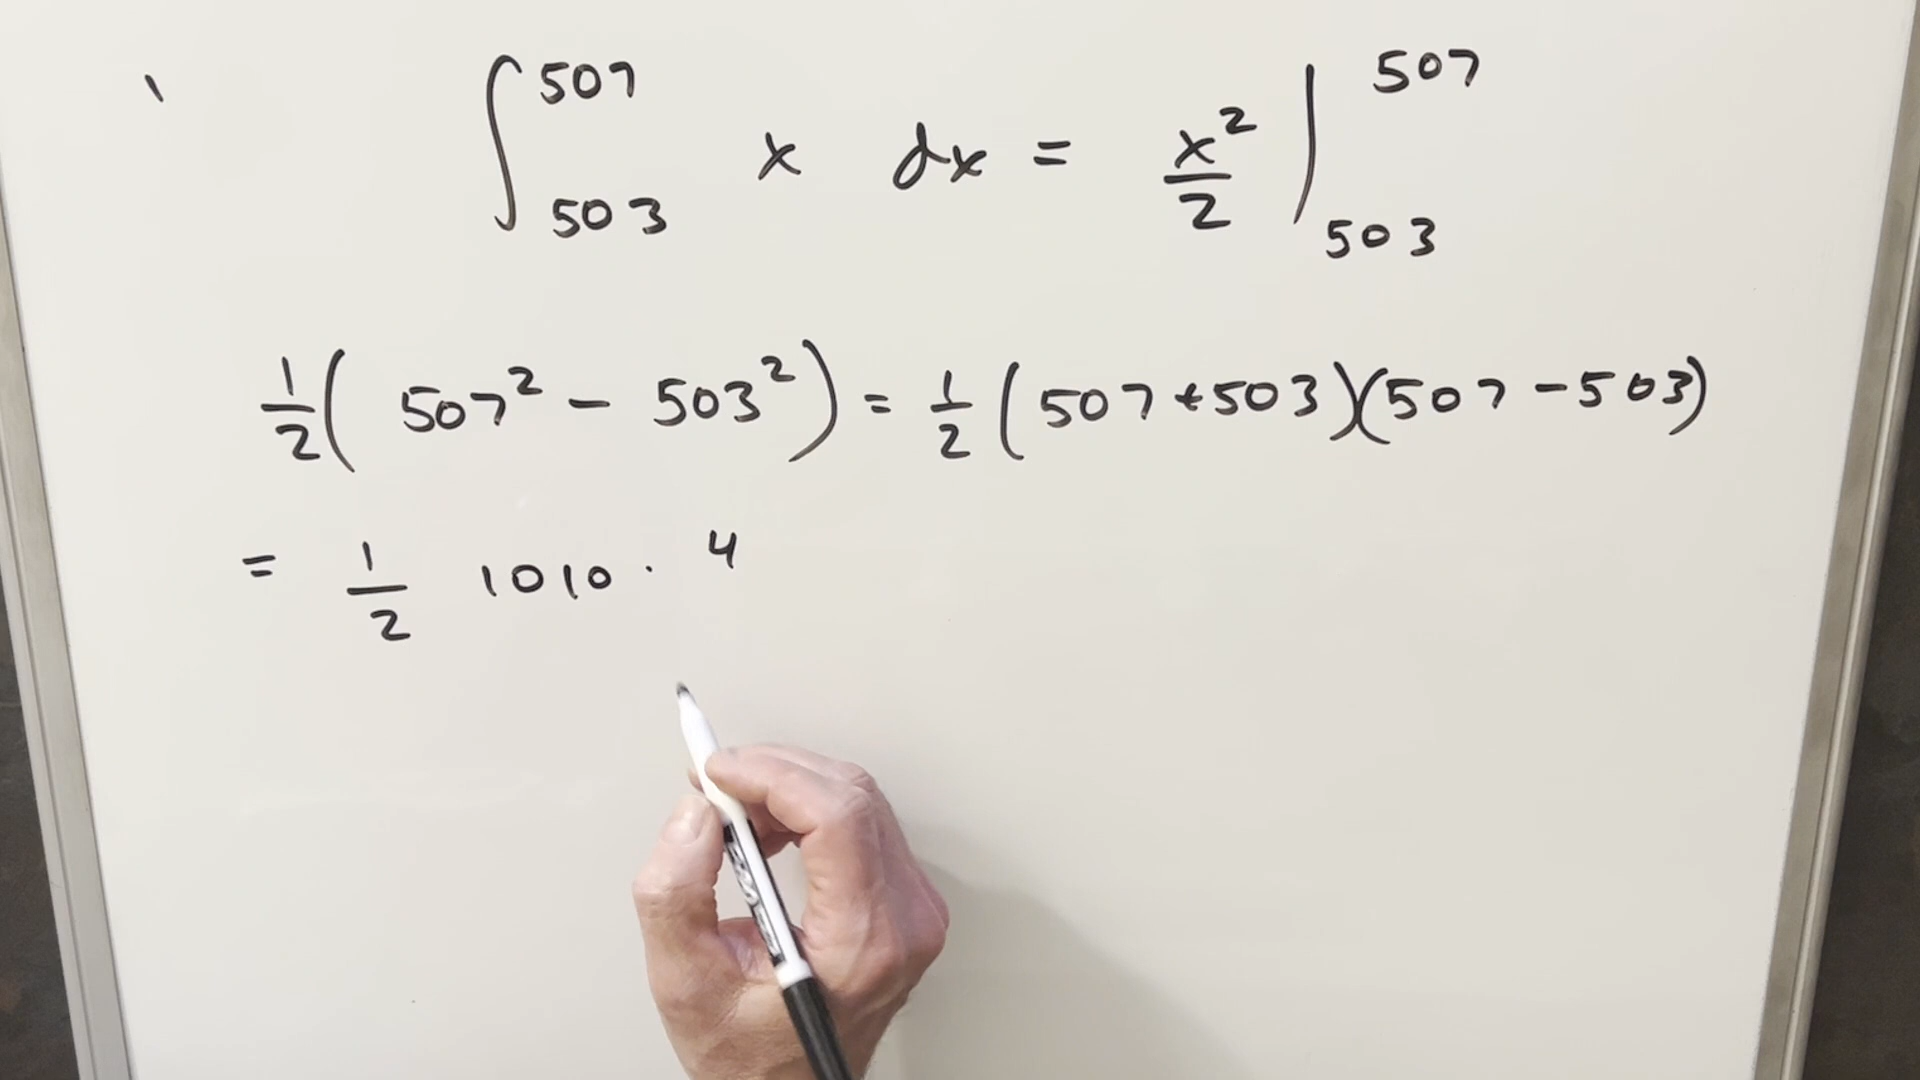 ∫₅₀₃⁵⁰⁷ x dx = x²/2 |₅₀₃⁵⁰⁷
1/2 ( 507² − 503² ) = 1/2 (507+503)(507−503)
= 1/2 1010 · 4
EXPO